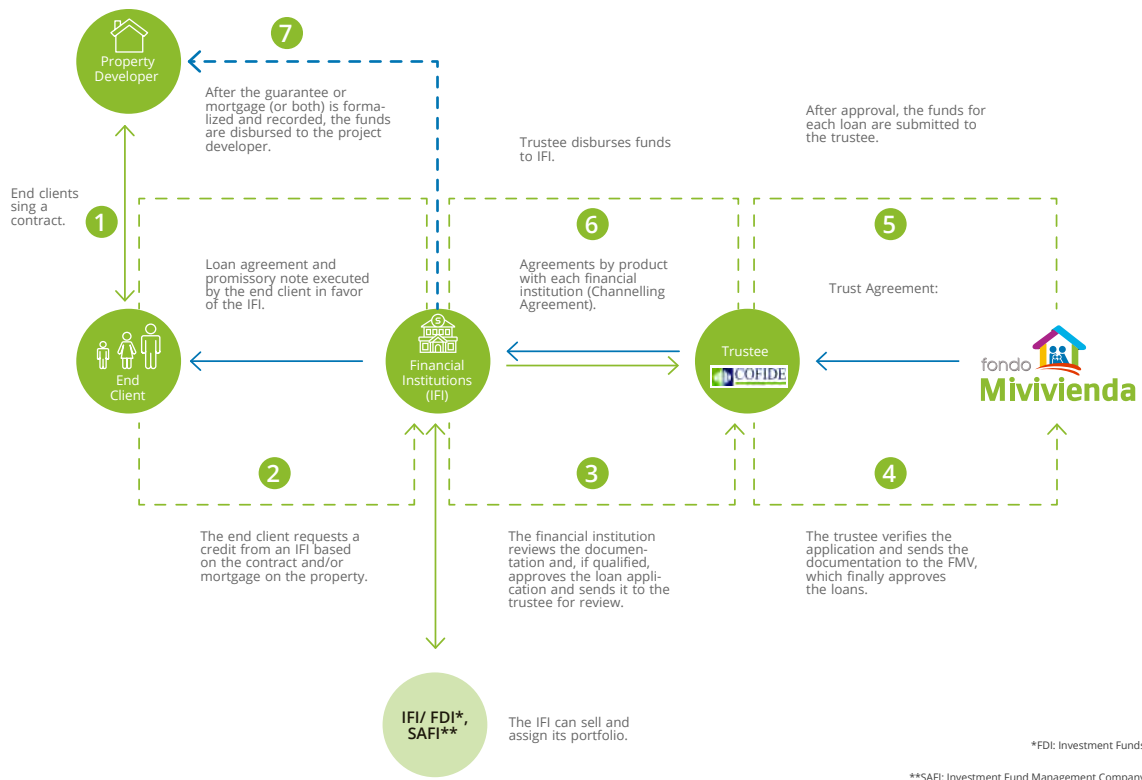 7
Property
Developer
After the guarantee or
mortgage (or both) is forma-
lized and recorded, the funds
are disbursed to the project
developer.
Trustee disburses funds
to IFI.
After approval, the funds for
each loan are submitted to
the trustee.
End clients
sing a
contract.
1
6
5
Loan agreement and
promissory note executed
by the end client in favor
of the IFI.
Agreements by product
with each financial
institution (Channelling
Agreement).
Trust Agreement:
End
Client
S
Financial
Institutions
(IFI)
Trustee
COFIDE
fondo
Mivivienda
2
3
4
The end client requests a
credit from an IFI based
on the contract and/or
mortgage on the property.
The financial institution
reviews the documen-
tation and, if qualified,
approves the loan appli-
cation and sends it to the
trustee for review.
The trustee verifies the
application and sends the
documentation to the FMV,
which finally approves
the loans.
IFI/ FDI*,
SAFI**
The IFI can sell and
assign its portfolio.
*FDI: Investment Funds
**SAFI: Investment Fund Management Company